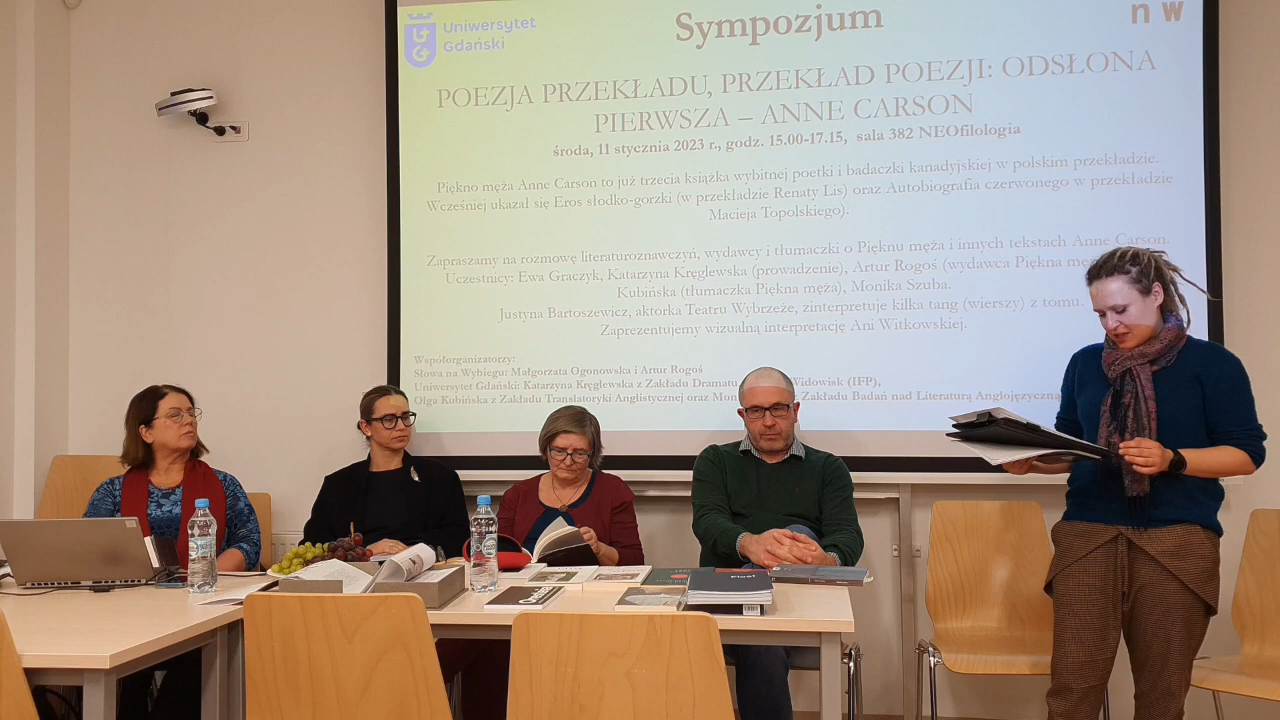 Uniwersytet
Gdański
Sympozjum
n w
POEZJA PRZEKŁADU, PRZEKŁAD POEZJI: ODSŁONA
PIERWSZA – ANNE CARSON
środa, 11 stycznia 2023 r., godz. 15.00-17.15, sala 382 NEOfilologia
Piękno męża Anne Carson to już trzecia książka wybitnej poetki i badaczki kanadyjskiej w polskim przekładzie.
Wcześniej ukazał się Eros słodko-gorzki (w przekładzie Renaty Lis) oraz Autobiografia czerwonego w przekładzie
Macieja Topolskiego).
Zapraszamy na rozmowę literaturoznawczyń, wydawcy i tłumaczki o Pięknu męża i innych tekstach Anne Carson.
Uczestnicy: Ewa Graczyk, Katarzyna Kręglewska (prowadzenie), Artur Rogoś (wydawca Piękna
Kubińska (tłumaczka Piękna męża), Monika Szuba.
Justyna Bartoszewicz, aktorka Teatru Wybrzeże, zinterpretuje kilka tang (wierszy) z tomu.
Zaprezentujemy wizualną interpretację Ani Witkowskiej.
Współorganizatorzy:
Słowa na Wybiegu: Małgorzata Ogonowska i Artur Rogoś
Uniwersytet Gdański: Katarzyna Kręglewska z Zakładu Dramatu Widowisk (IFP),
Olga Kubińska z Zakładu Translatoryki Anglistycznej oraz Zakładu Badań nad Literaturą Anglojęzyczną
Float